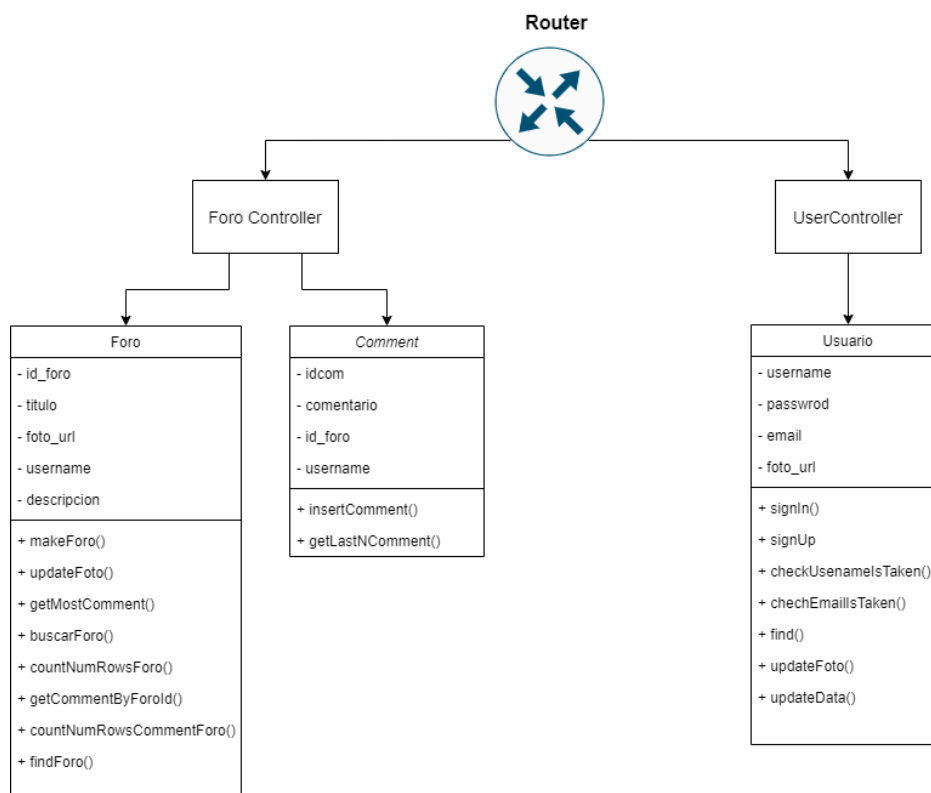 Router
Foro Controller
UserController
Foro
- id_foro
- titulo
- foto_url
- username
- descripcion
+ makeForo()
+ updateFoto()
+ getMostComment()
+ buscarForo()
+ countNumRowsForo()
+ getCommentByForoId()
+ countNumRowsCommentForo()
+ findForo()
Comment
- idcom
- comentario
- id_foro
- username
+ insertComment()
+ getLastNComment()
Usuario
- username
- passwrod
- email
- foto_url
+ signIn()
+ signUp
+ checkUsenameIsTaken()
+ chechEmailIsTaken()
+ find()
+ updateFoto()
+ updateData()